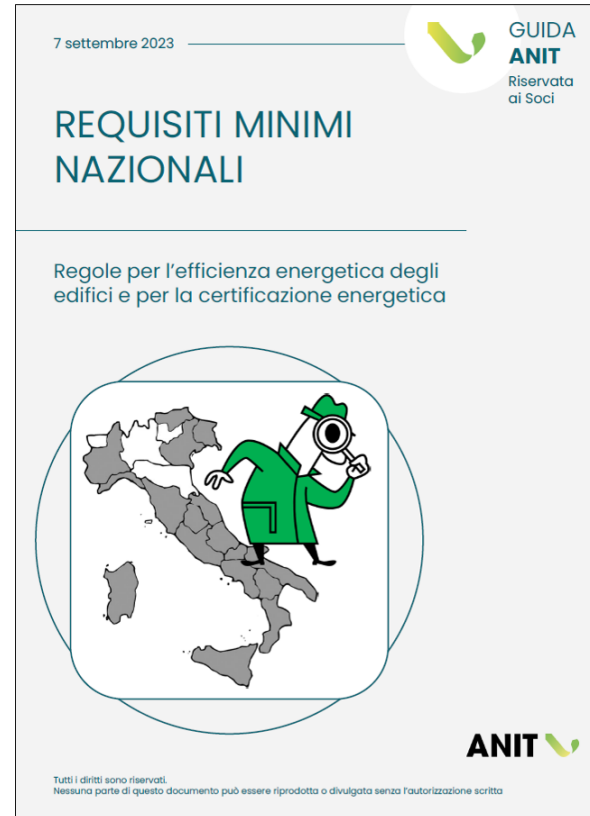 7 settembre 2023
GUIDA
ANIT
Riservata
ai Soci
REQUISITI MINIMI
NAZIONALI
Regole per l'efficienza energetica degli
edifici e per la certificazione energetica
ANIT
Tutti i diritti sono riservati.
Nessuna parte di questo documento può essere riprodotta o divulgata senza l'autorizzazione scritta